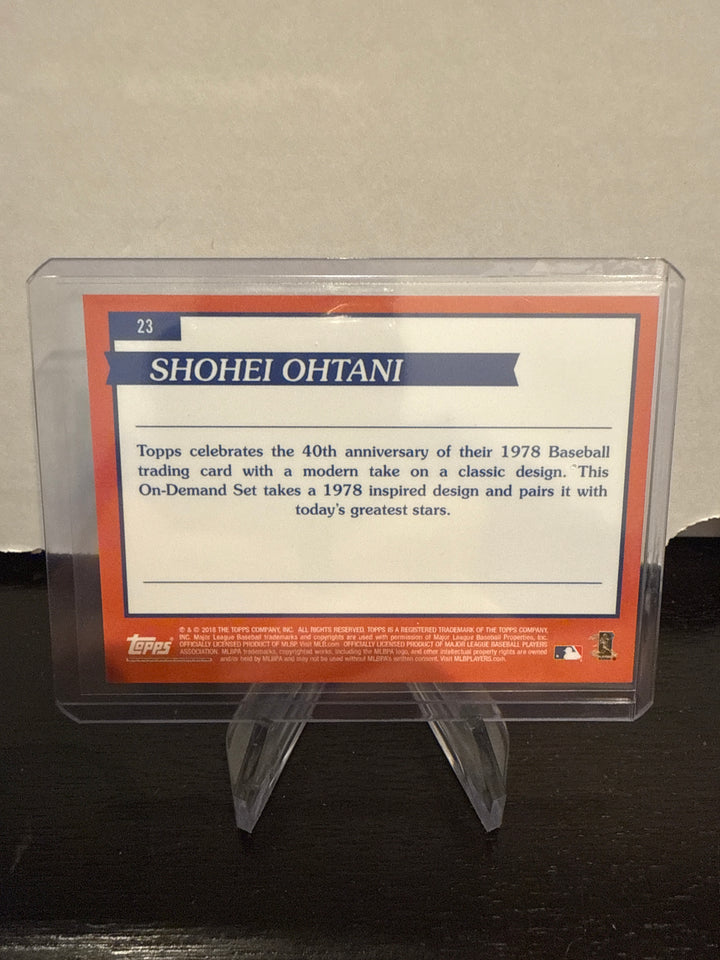 23
SHOHEI OHTANI
Topps celebrates the 40th anniversary of their 1978 Baseball
trading card with a modern take on a classic design. This
On-Demand Set takes a 1978 inspired design and pairs it with
today's greatest stars.
® & © 2018 THE TOPPS COMPANY, INC. ALL RIGHTS RESERVED. TOPPS IS A REGISTERED TRADEMARK OF THE TOPPS COMPANY,
INC. Major League Baseball trademarks and copyrights are used with permission of Major League Baseball Properties, Inc.
OFFICIALLY LICENSED PRODUCT OF MLBP Visit MLB.com OFFICIALLY LICENSED PRODUCT OF MAJOR LEAGUE BASEBALL PLAYERS
ASSOCIATION. MLBPA trademarks, copyrighted works, including the MLBPA logo, and other intellectual property rights are owned
and/or held by MLBPA and may not be used without MLBPA's written consent. Visit MLBPLAYERS.com.
topps®